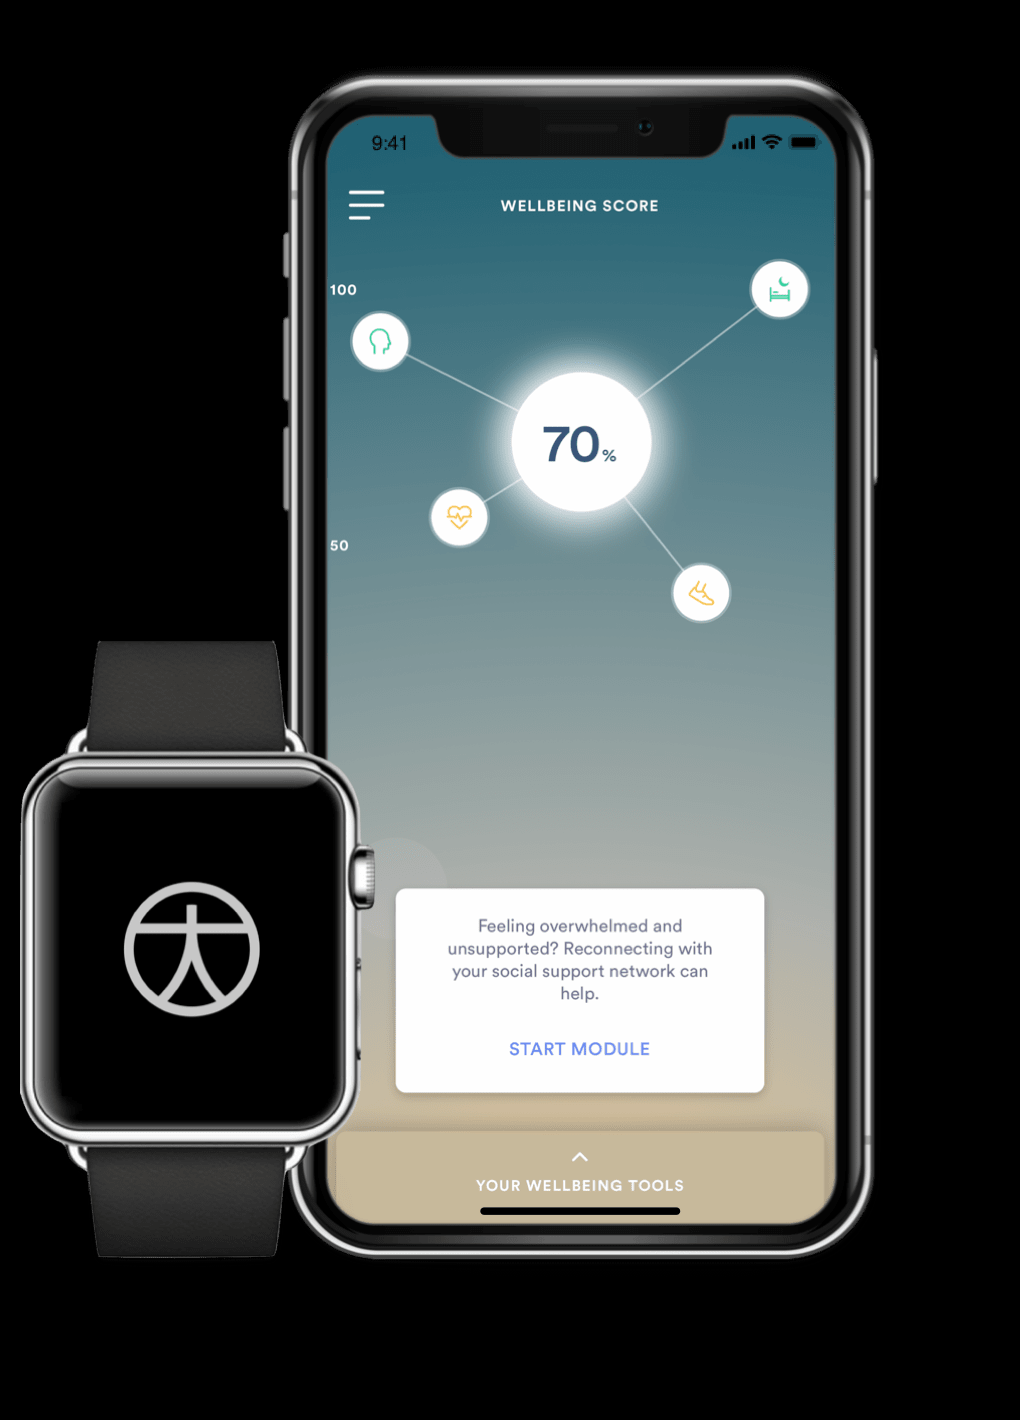 9:41
WELLBEING SCORE
100
70%
50
Feeling overwhelmed and
unsupported? Reconnecting with
your social support network can
help.
START MODULE
YOUR WELLBEING TOOLS